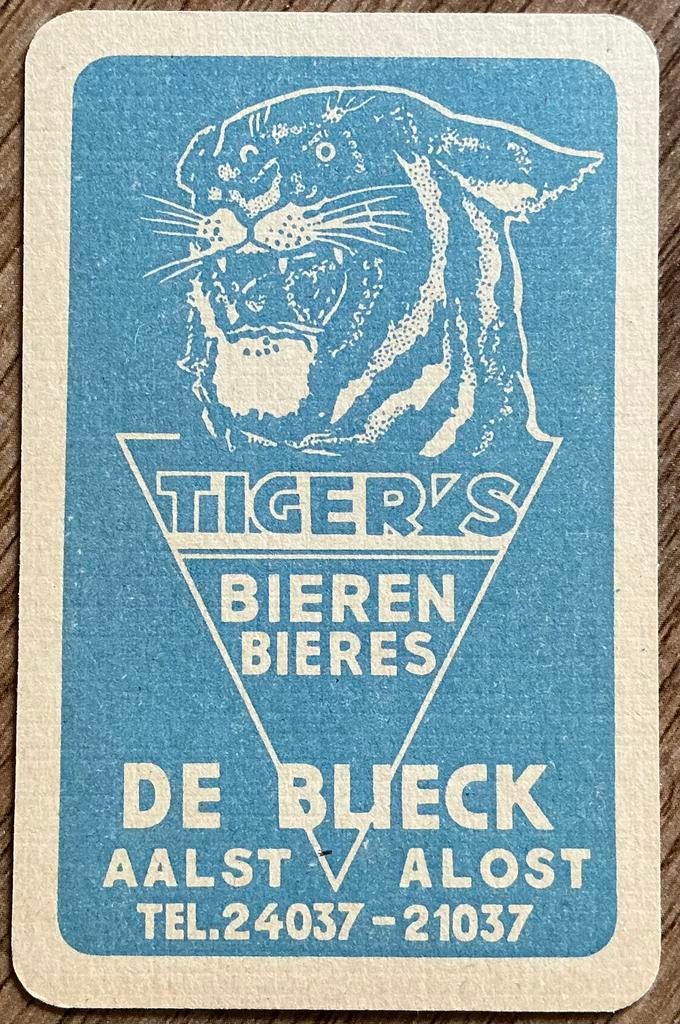 TIGER'S
BIEREN
BIERES
DE BLIECK
AALST ALOST
TEL.24037-21037